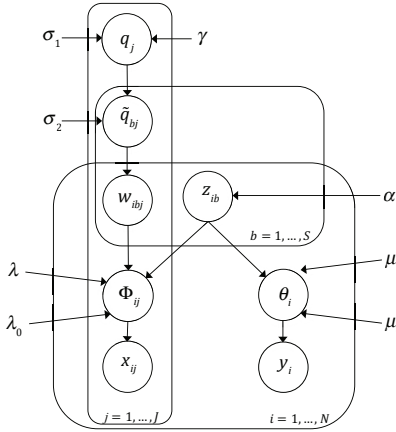 σ₁
q_j
γ
σ₂
q̃_bj
w_ibj
z_ib
α
b = 1, ..., S
λ
Φ_ij
θ_i
μ
λ₀
μ
x_ij
y_i
j = 1, ..., J
i = 1, ..., N